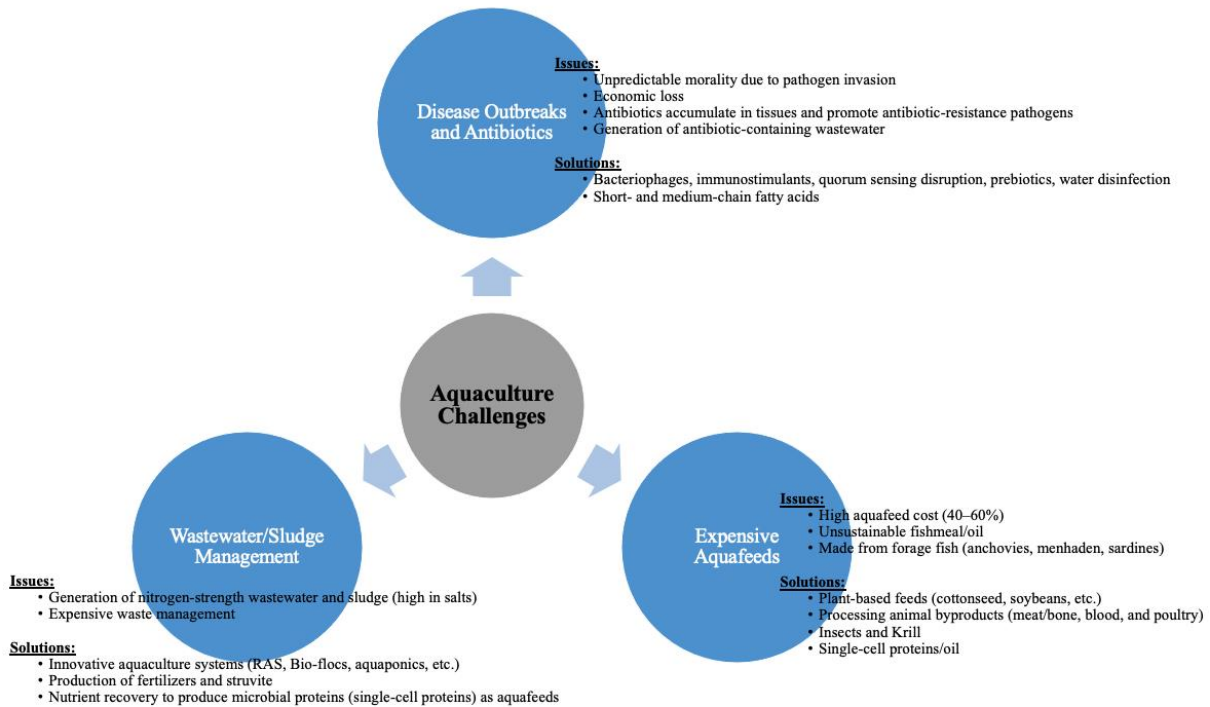 Disease Outbreaks
and Antibiotics
Issues:
• Unpredictable morality due to pathogen invasion
• Economic loss
• Antibiotics accumulate in tissues and promote antibiotic-resistance pathogens
• Generation of antibiotic-containing wastewater
Solutions:
• Bacteriophages, immunostimulants, quorum sensing disruption, prebiotics, water disinfection
• Short- and medium-chain fatty acids
Aquaculture
Challenges
Wastewater/Sludge
Management
Issues:
• Generation of nitrogen-strength wastewater and sludge (high in salts)
• Expensive waste management
Solutions:
• Innovative aquaculture systems (RAS, Bio-flocs, aquaponics, etc.)
• Production of fertilizers and struvite
• Nutrient recovery to produce microbial proteins (single-cell proteins) as aquafeeds
Expensive
Aquafeeds
Issues:
• High aquafeed cost (40–60%)
• Unsustainable fishmeal/oil
• Made from forage fish (anchovies, menhaden, sardines)
Solutions:
• Plant-based feeds (cottonseed, soybeans, etc.)
• Processing animal byproducts (meat/bone, blood, and poultry)
• Insects and Krill
• Single-cell proteins/oil